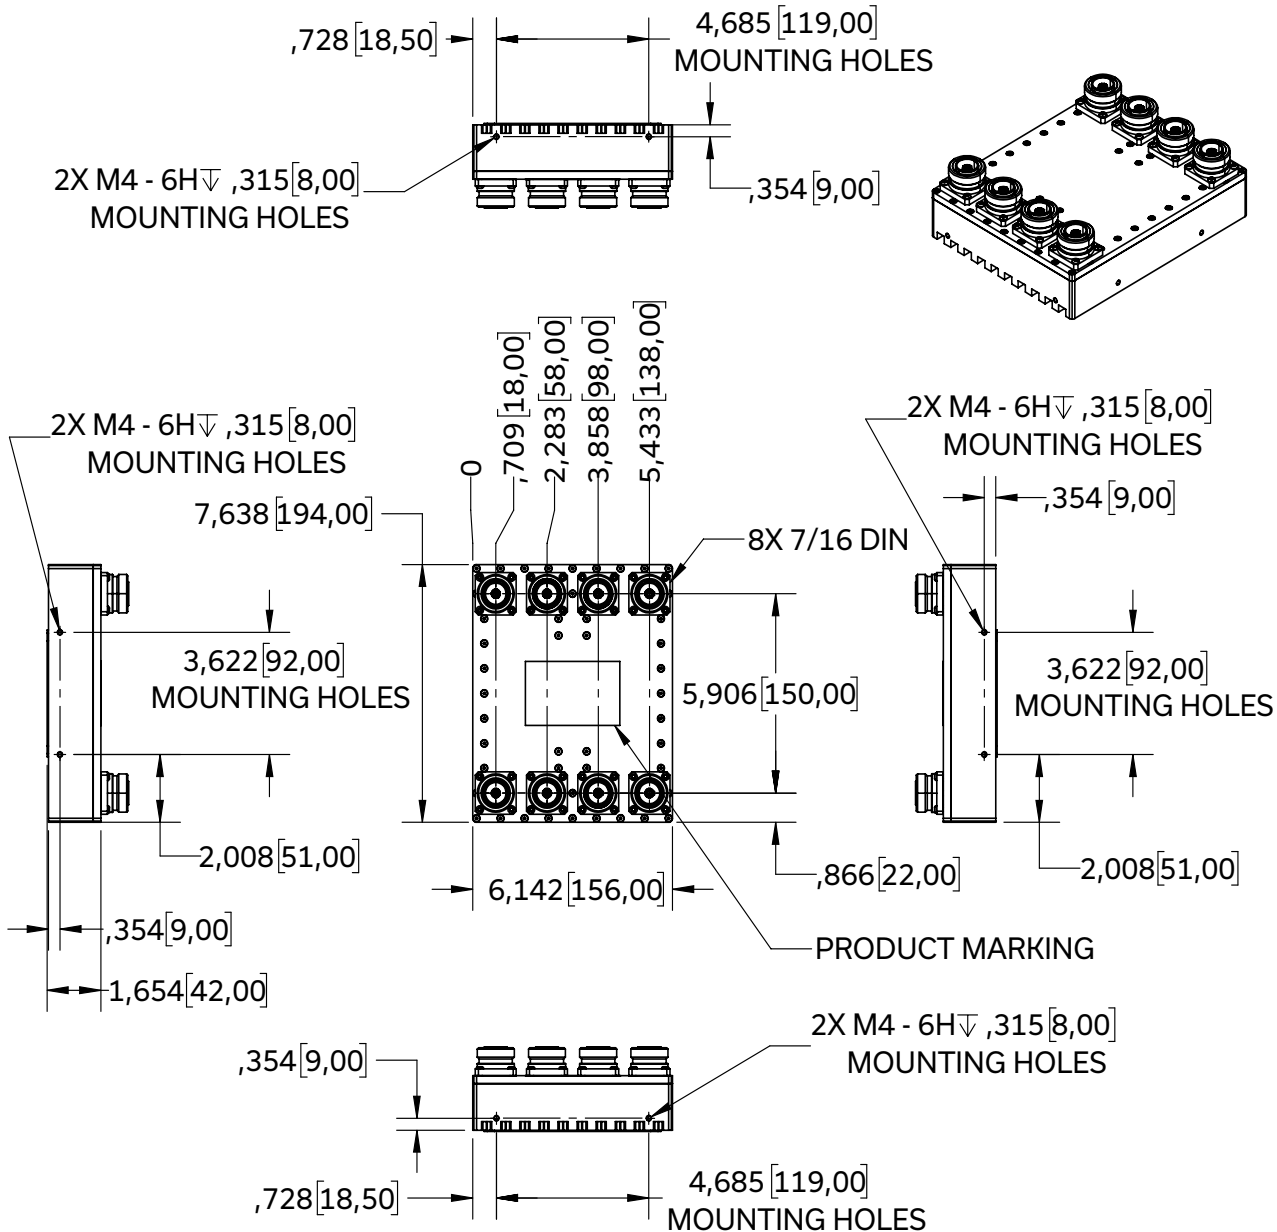 ,728[18,50]
4,685[119,00]
MOUNTING HOLES
2X M4 - 6H↧ ,315[8,00]
MOUNTING HOLES
,354[9,00]
0
,709[18,00]
2,283[58,00]
3,858[98,00]
5,433[138,00]
2X M4 - 6H↧ ,315[8,00]
MOUNTING HOLES
2X M4 - 6H↧ ,315[8,00]
MOUNTING HOLES
7,638[194,00]
8X 7/16 DIN
,354[9,00]
3,622[92,00]
MOUNTING HOLES
5,906[150,00]
3,622[92,00]
MOUNTING HOLES
2,008[51,00]
6,142[156,00]
,866[22,00]
2,008[51,00]
,354[9,00]
PRODUCT MARKING
1,654[42,00]
2X M4 - 6H↧ ,315[8,00]
MOUNTING HOLES
,354[9,00]
,728[18,50]
4,685[119,00]
MOUNTING HOLES